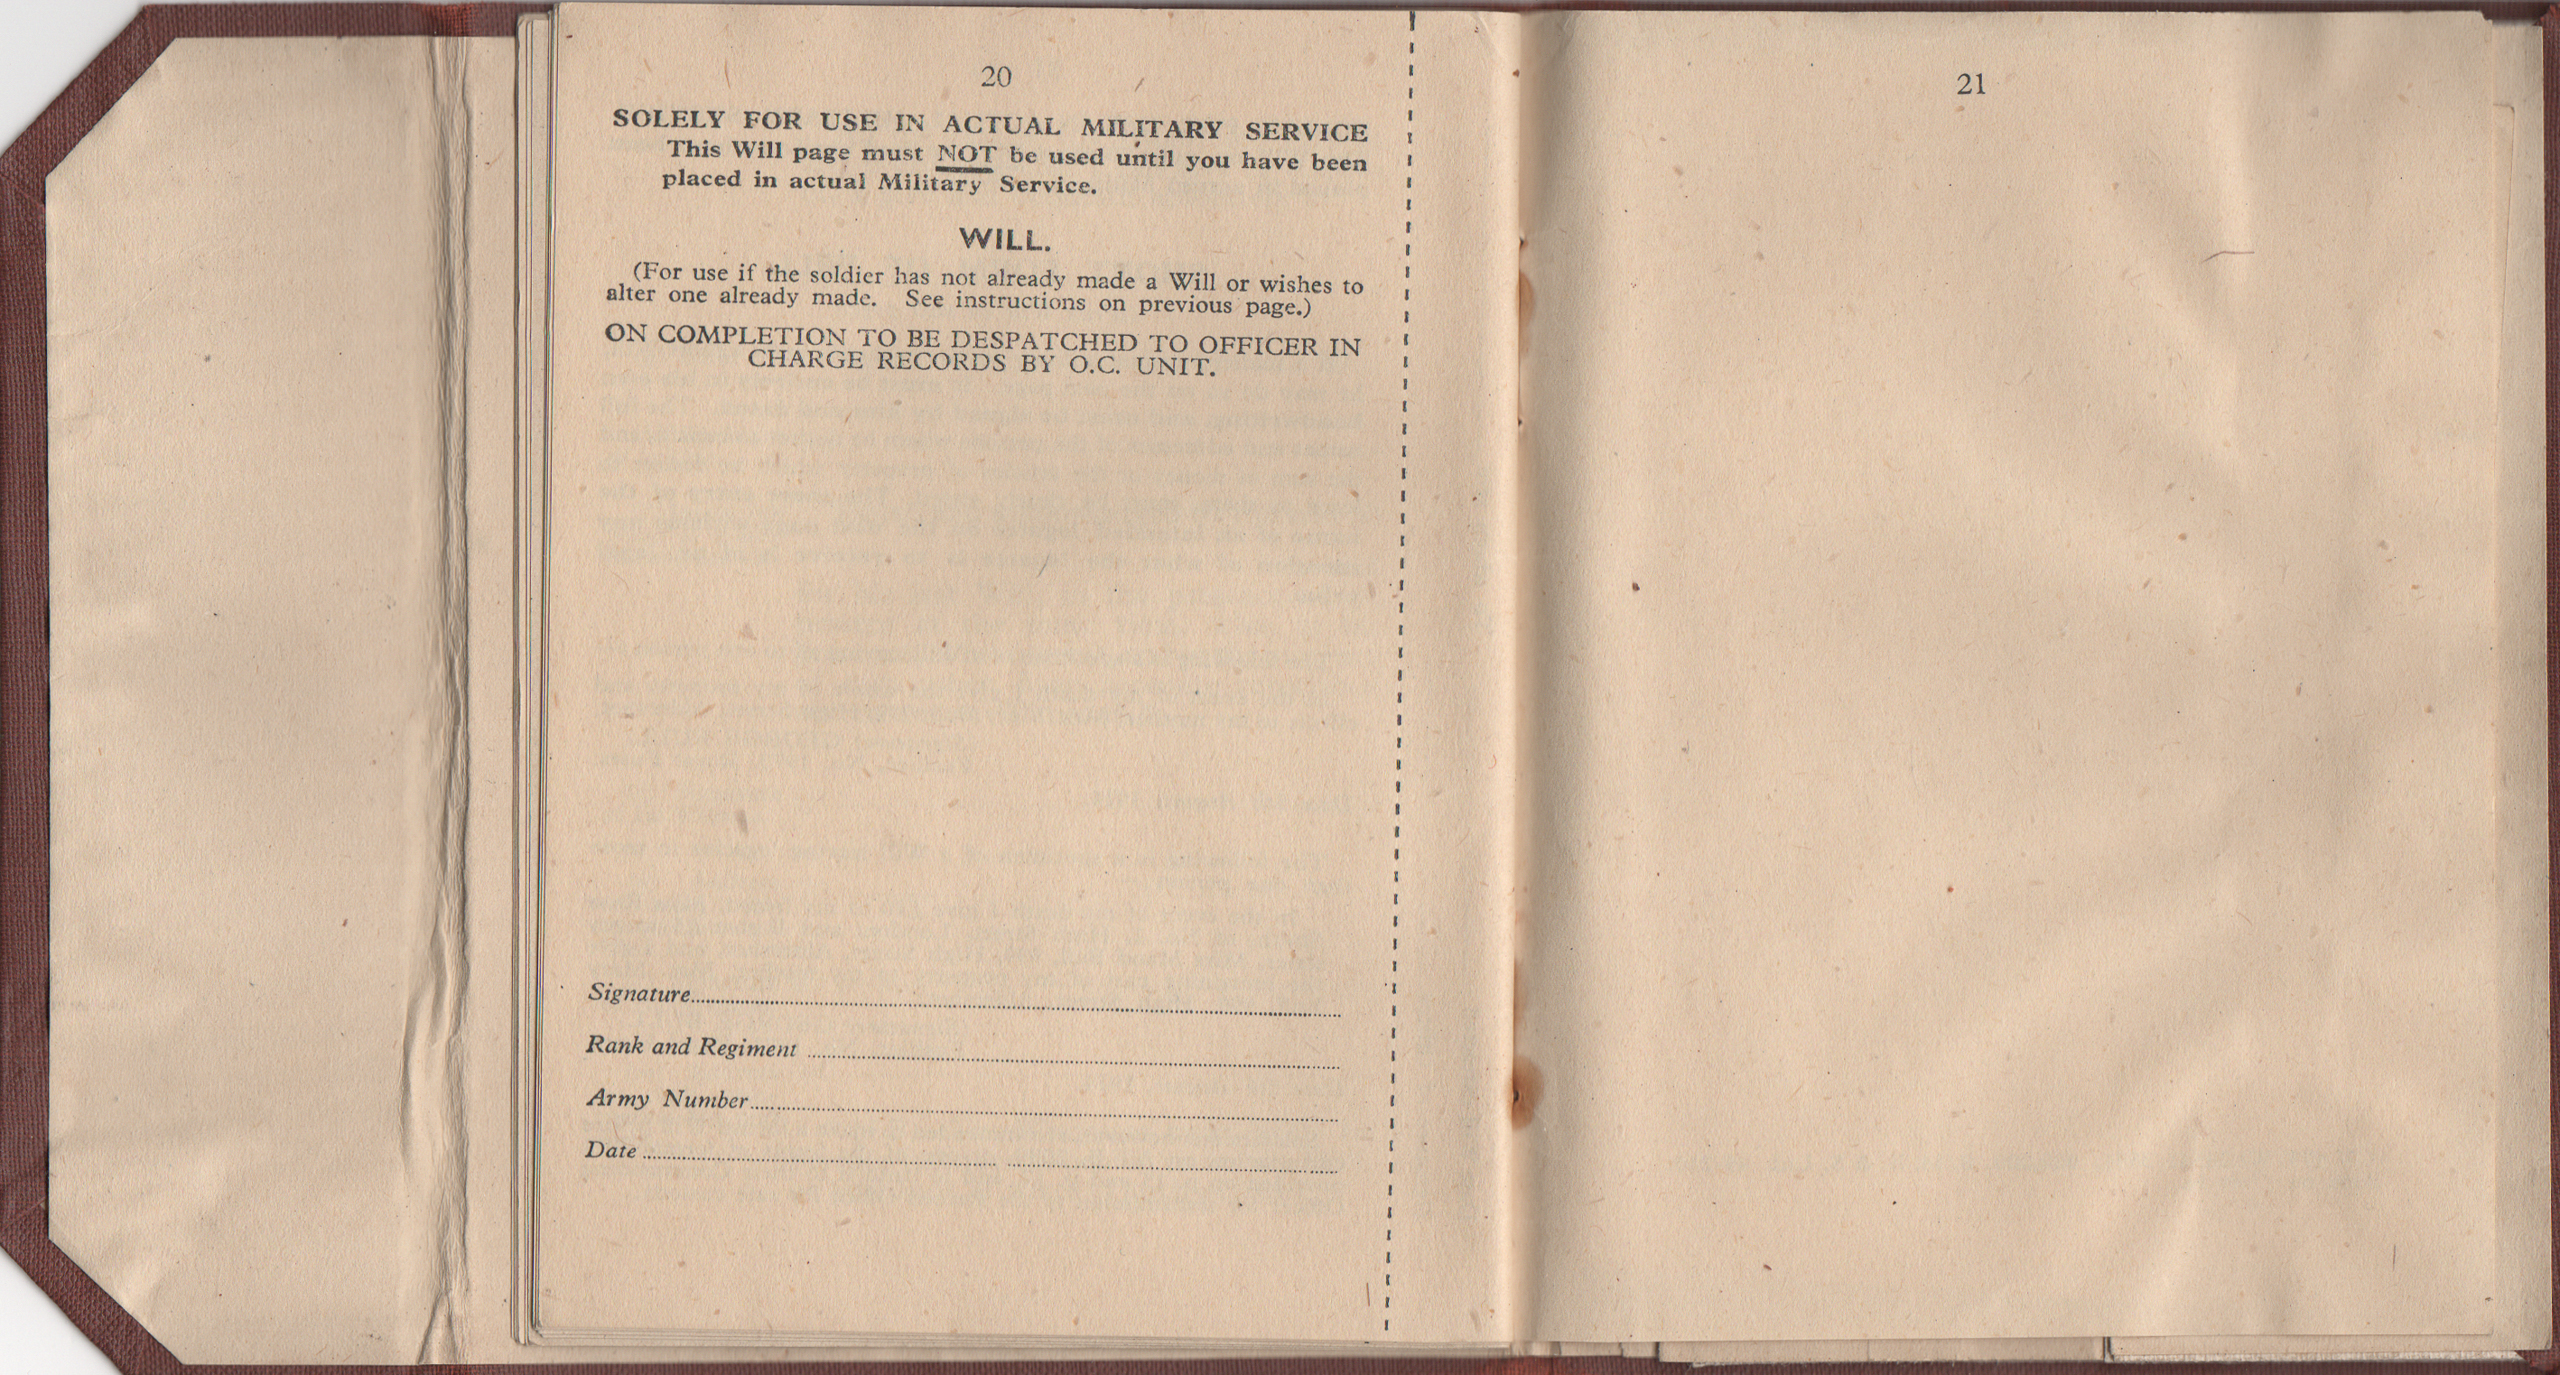 20
SOLELY FOR USE IN ACTUAL MILITARY SERVICE
This Will page must NOT be used until you have been
placed in actual Military Service.
WILL.
(For use if the soldier has not already made a Will or wishes to
alter one already made. See instructions on previous page.)
ON COMPLETION TO BE DESPATCHED TO OFFICER IN
CHARGE RECORDS BY O.C. UNIT.
Signature
Rank and Regiment
Army Number
Date
21